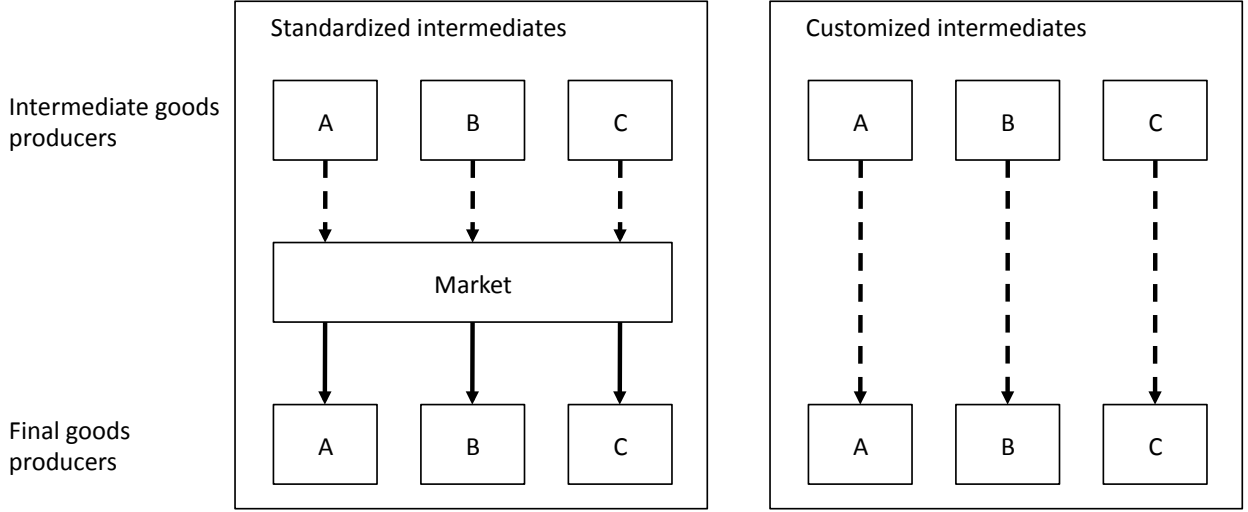 Standardized intermediates
Customized intermediates
Intermediate goods
producers
A
B
C
A
B
C
Market
Final goods
producers
A
B
C
A
B
C